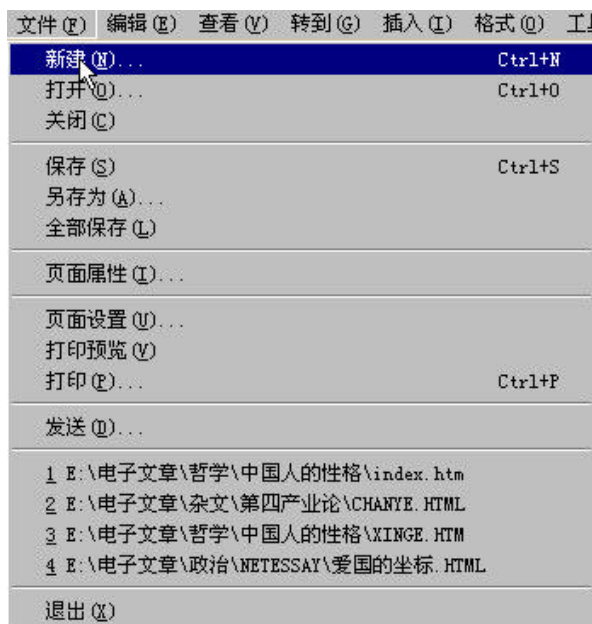 文件(F) 编辑(E) 查看(V) 转到(G) 插入(I) 格式(O) 工
新建(N)... Ctrl+N
打开(O)... Ctrl+O
关闭(C)
保存(S) Ctrl+S
另存为(A)...
全部保存(L)
页面属性(I)...
页面设置(U)...
打印预览(V)
打印(P)... Ctrl+P
发送(D)...
1 E:\电子文章\哲学\中国人的性格\index.htm
2 E:\电子文章\杂文\第四产业论\CHANYE.HTML
3 E:\电子文章\哲学\中国人的性格\XINGE.HTM
4 E:\电子文章\政治\NETESSAY\爱国的坐标.HTML
退出(X)